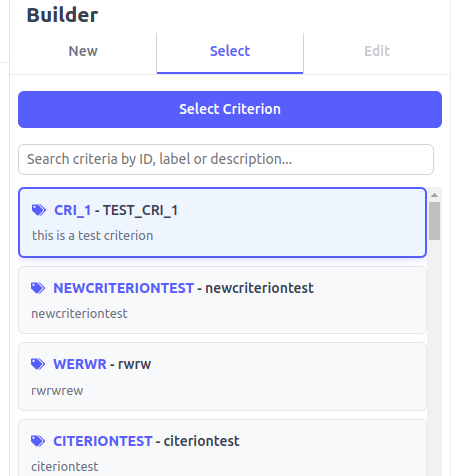 Builder
New Select Edit
Select Criterion
Search criteria by ID, label or description...
CRI_1 - TEST_CRI_1
this is a test criterion
NEWCRITERIONTEST - newcriteriontest
newcriteriontest
WERWR - rwrw
rwrwrew
CITERIONTEST - citeriontest
citeriontest